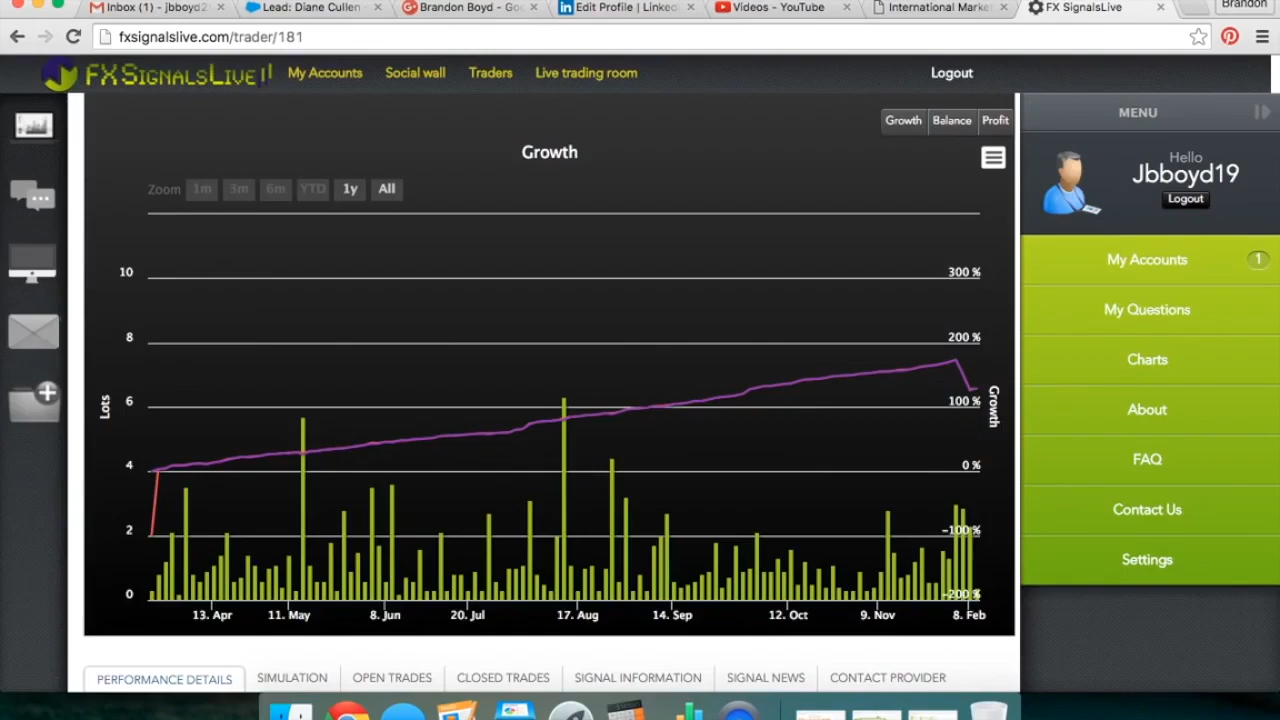 Inbox (1) - jbboyd2
Lead: Diane Cullen
Brandon Boyd - Goo
Edit Profile | Linked
Videos - YouTube
International Marke
FX SignalsLive
Brandon
fxsignalslive.com/trader/181
FXSIGNALSLIVE
My Accounts
Social wall
Traders
Live trading room
Logout
Growth
Balance
Profit
MENU
Growth
Hello
Jbboyd19
Logout
Zoom
1m
3m
6m
YTD
1y
All
My Accounts
1
My Questions
Charts
About
FAQ
Contact Us
Settings
10
8
6
4
2
0
Lots
300 %
200 %
100 %
0 %
-100 %
-200 %
Growth
13. Apr
11. May
8. Jun
20. Jul
17. Aug
14. Sep
12. Oct
9. Nov
8. Feb
PERFORMANCE DETAILS
SIMULATION
OPEN TRADES
CLOSED TRADES
SIGNAL INFORMATION
SIGNAL NEWS
CONTACT PROVIDER